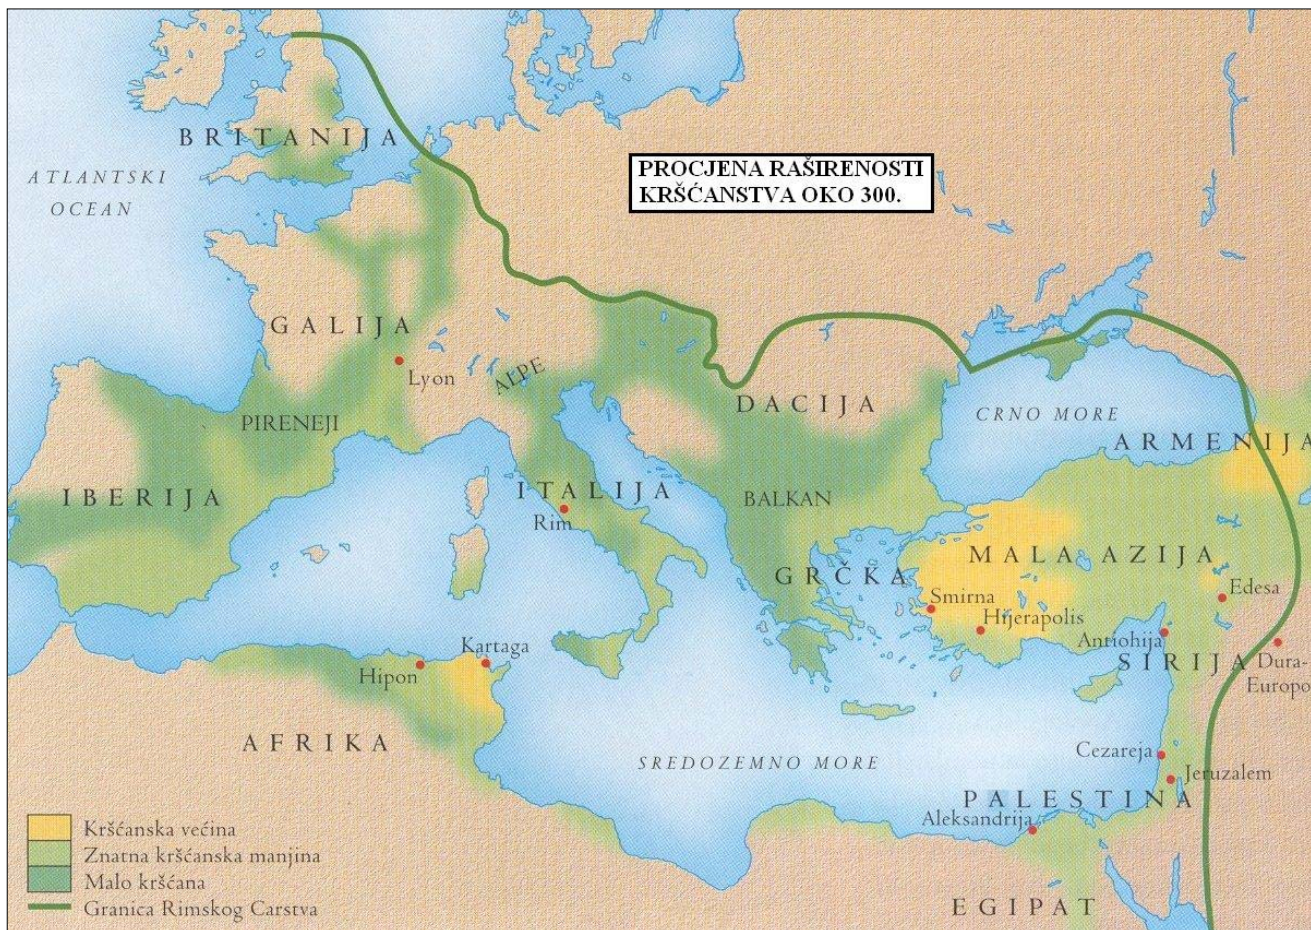 BRITANIJA
ATLANTSKI
OCEAN
PROCJENA RAŠIRENOSTI
KRŠĆANSTVA OKO 300.
GALIJA
Lyon
ALPE
PIRENEJI
DACIJA
CRNO MORE
ARMENIJA
IBERIJA
ITALIJA
Rim
BALKAN
MALA AZIJA
GRČKA
Smirna
Hijerapolis
Edesa
Antiohija
SIRIJA
Dura-
Europo
Kartaga
Hipon
AFRIKA
SREDOZEMNO MORE
Cezareja
Jeruzalem
PALESTINA
Aleksandrija
EGIPAT
Kršćanska većina
Znatna kršćanska manjina
Malo kršćana
Granica Rimskog Carstva